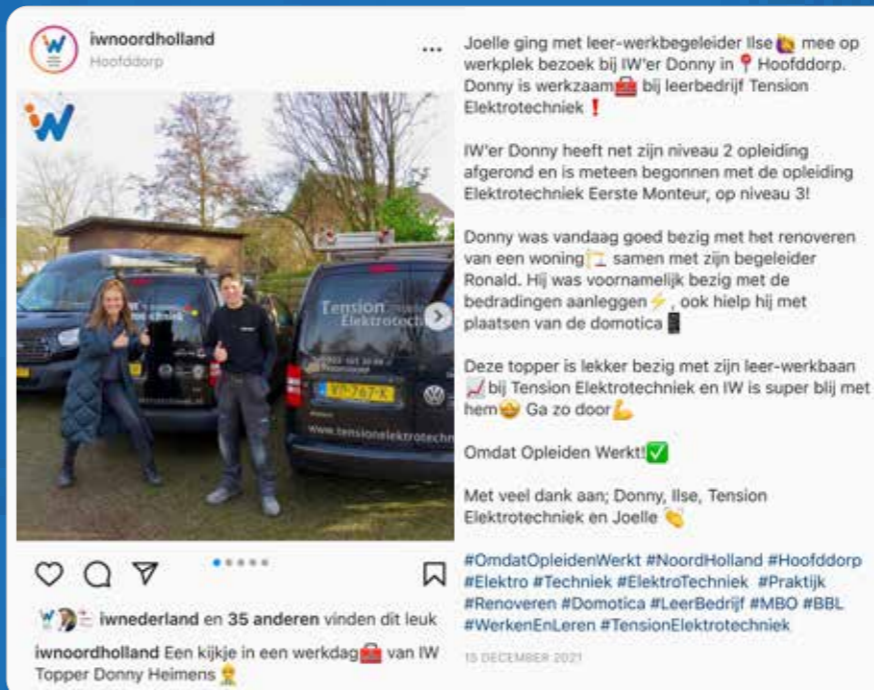 iwnoordholland
Hoofddorp
Tension
Elektrotech
www.tensionelektrotechn
iwnederland en 35 anderen vinden dit leuk
iwnoordholland Een kijkje in een werkdag🧰 van IW
Topper Donny Heimens 👷‍♂️
Joelle ging met leer-werkbegeleider Ilse🙋 mee op
werkplek bezoek bij IW'er Donny in 📍 Hoofddorp.
Donny is werkzaam🧰 bij leerbedrijf Tension
Elektrotechniek ❗
IW'er Donny heeft net zijn niveau 2 opleiding
afgerond en is meteen begonnen met de opleiding
Elektrotechniek Eerste Monteur, op niveau 3!
Donny was vandaag goed bezig met het renoveren
van een woning🏗️ samen met zijn begeleider
Ronald. Hij was voornamelijk bezig met de
bedradingen aanleggen⚡, ook hielp hij met
plaatsen van de domotica📱
Deze topper is lekker bezig met zijn leer-werkbaan
📈 bij Tension Elektrotechniek en IW is super blij met
hem🤩 Ga zo door💪
Omdat Opleiden Werkt!✅
Met veel dank aan; Donny, Ilse, Tension
Elektrotechniek en Joelle 👏
#OmdatOpleidenWerkt #NoordHolland #Hoofddorp
#Elektro #Techniek #ElektroTechniek #Praktijk
#Renoveren #Domotica #LeerBedrijf #MBO #BBL
#WerkenEnLeren #TensionElektrotechniek
15 DECEMBER 2021